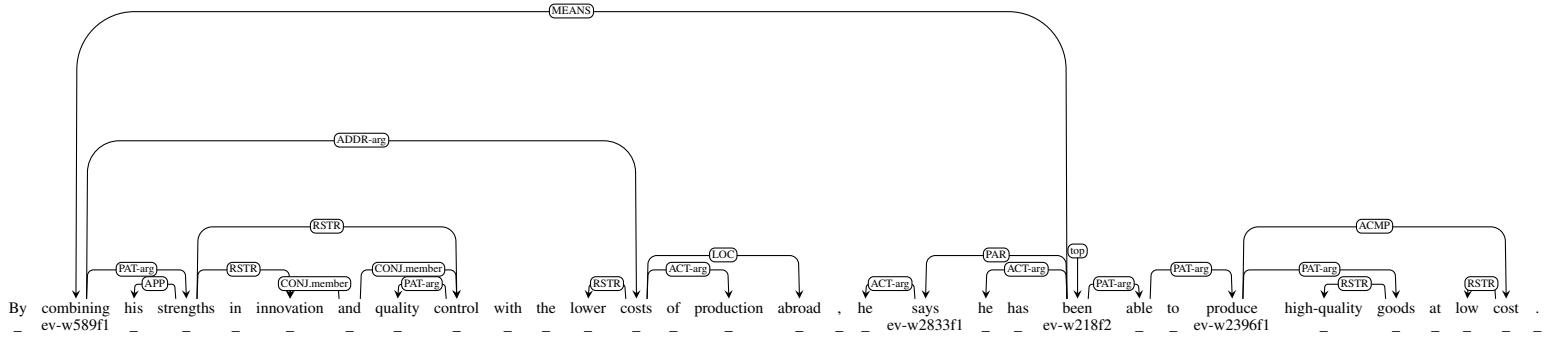 MEANS
ADDR-arg
RSTR ACMP
LOC PAR top
PAT-arg RSTR CONJ.member ACT-arg ACT-arg PAT-arg PAT-arg
APP CONJ.member PAT-arg RSTR ACT-arg PAT-arg RSTR RSTR
By combining his strengths in innovation and quality control with the lower costs of production abroad , he says he has been able to produce high-quality goods at low cost .
_ ev-w589f1 _ _ _ _ _ _ _ _ _ _ _ _ _ _ _ _ ev-w2833f1 _ _ ev-w218f2 _ _ ev-w2396f1 _ _ _ _ _ _